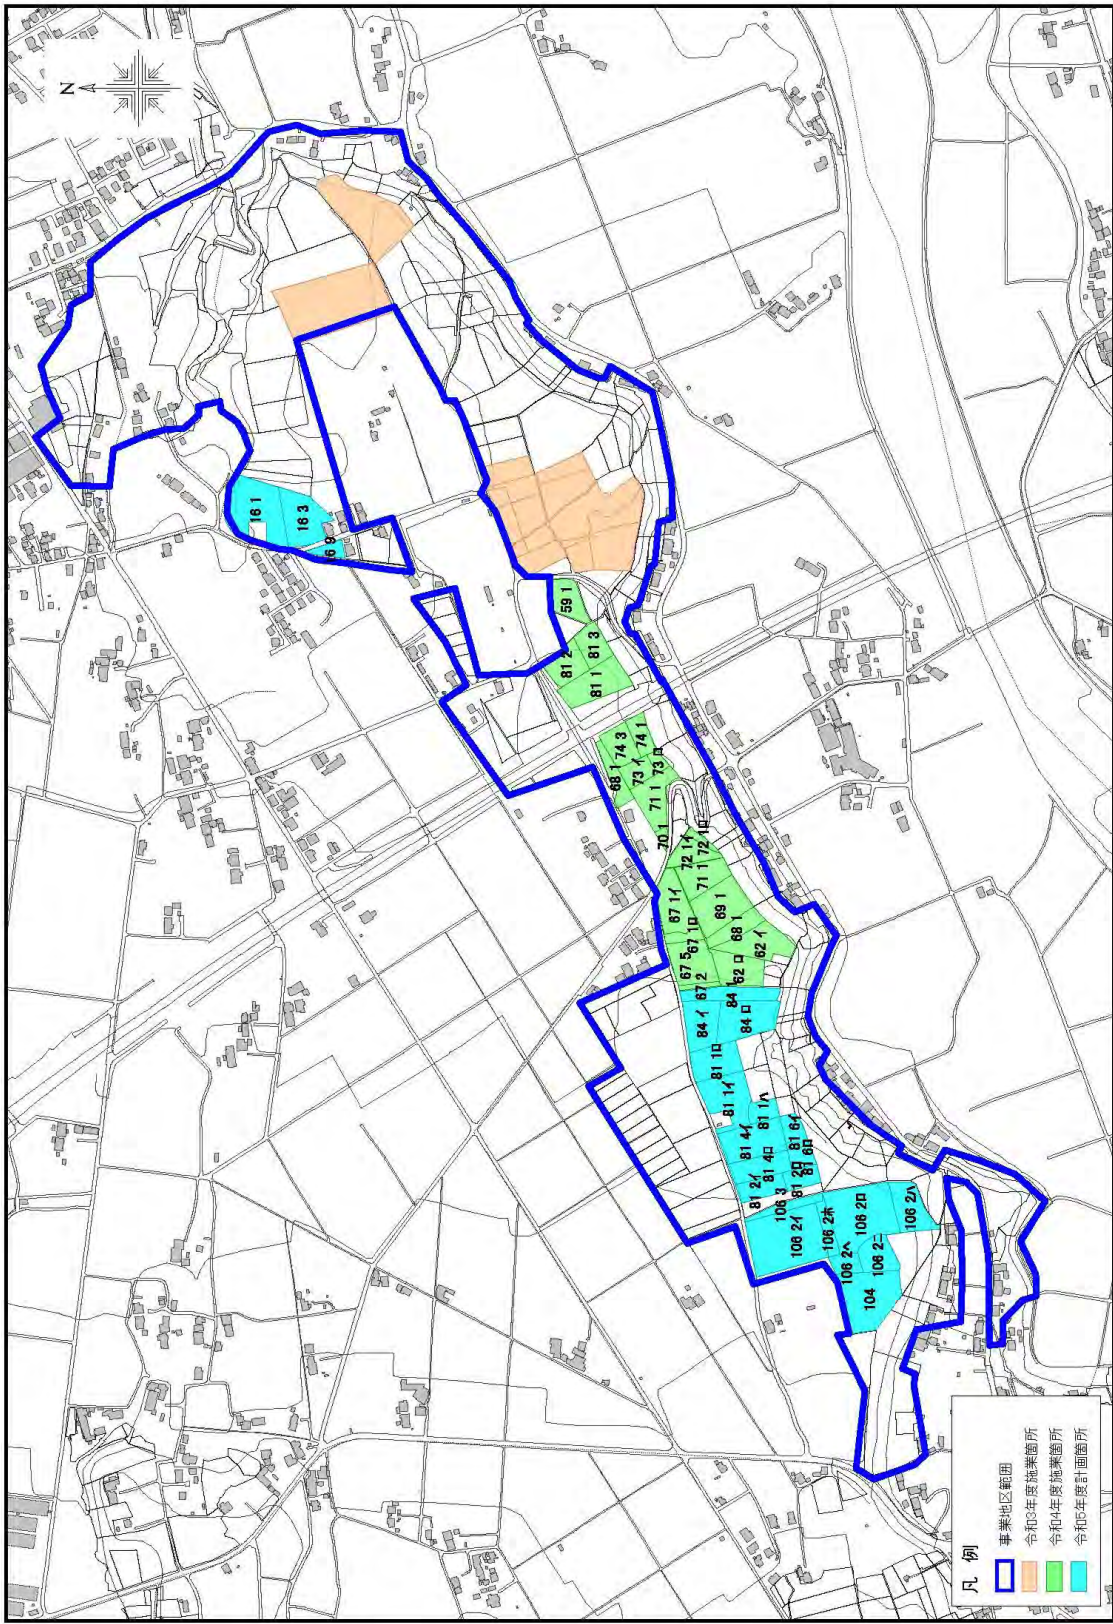 N
16 1
16 3
16 9
59 1
81 2
81 3
81 1
74 3
74 1
68 1
73 イ
73 ロ
71 1
70 1
72 1イ
72 1ロ
71 1
67 1イ
69 1
67 1ロ
68 1
67 5
62 イ
62 ロ
67 2
84 1
84 イ
84 ロ
81 1ロ
81 1イ
81 1ハ
81 4イ
81 6イ
81 4ロ
81 6ロ
81 2イ
81 2ロ
106 3
106 2イ
106 2ホ
106 2ロ
106 2ハ
106 2ヘ
106 2ニ
104
凡 例
事業地区範囲
令和3年度施業箇所
令和4年度施業箇所
令和5年度計画箇所